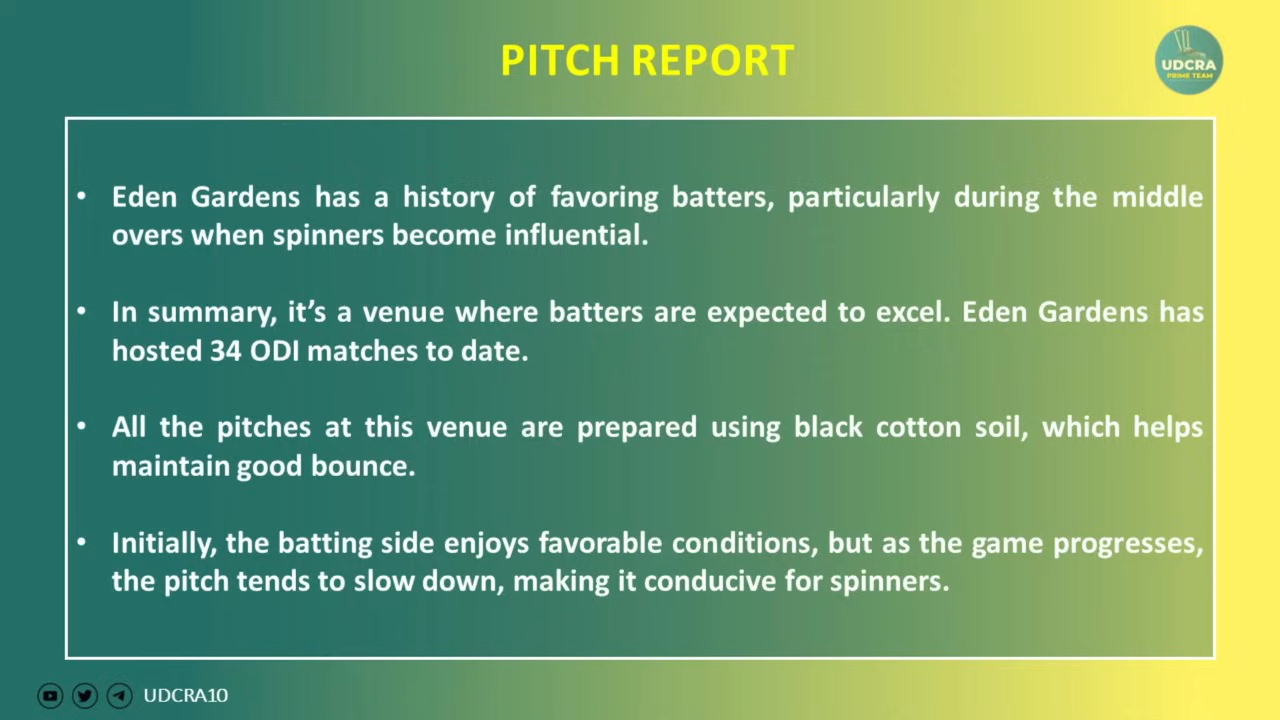 PITCH REPORT
UDCRA
PRIME TEAM
• Eden Gardens has a history of favoring batters, particularly during the middle
overs when spinners become influential.
• In summary, it’s a venue where batters are expected to excel. Eden Gardens has
hosted 34 ODI matches to date.
• All the pitches at this venue are prepared using black cotton soil, which helps
maintain good bounce.
• Initially, the batting side enjoys favorable conditions, but as the game progresses,
the pitch tends to slow down, making it conducive for spinners.
UDCRA10